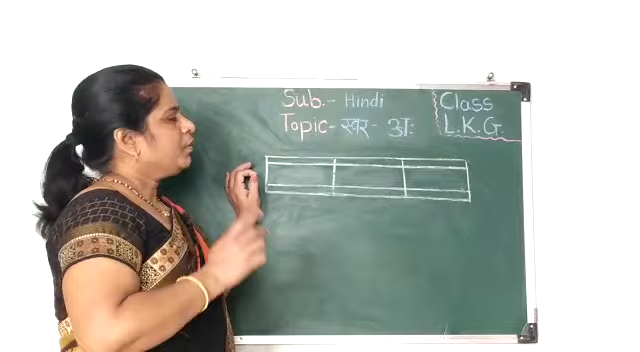 Sub.- Hindi
Topic- स्वर - अः
Class
L.K.G.